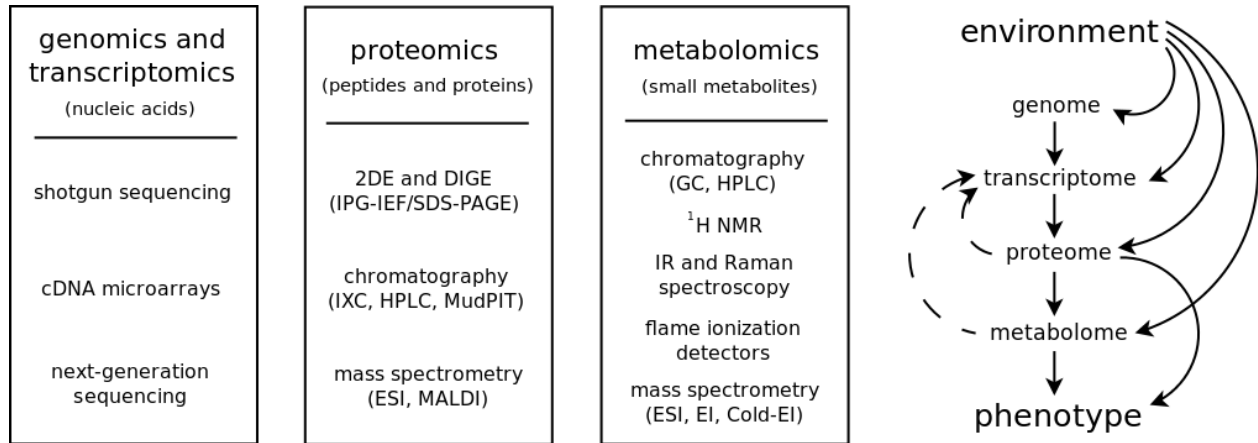 genomics and
transcriptomics
(nucleic acids)
shotgun sequencing
cDNA microarrays
next-generation
sequencing
proteomics
(peptides and proteins)
2DE and DIGE
(IPG-IEF/SDS-PAGE)
chromatography
(IXC, HPLC, MudPIT)
mass spectrometry
(ESI, MALDI)
metabolomics
(small metabolites)
chromatography
(GC, HPLC)
¹H NMR
IR and Raman
spectroscopy
flame ionization
detectors
mass spectrometry
(ESI, EI, Cold-EI)
environment
genome
transcriptome
proteome
metabolome
phenotype